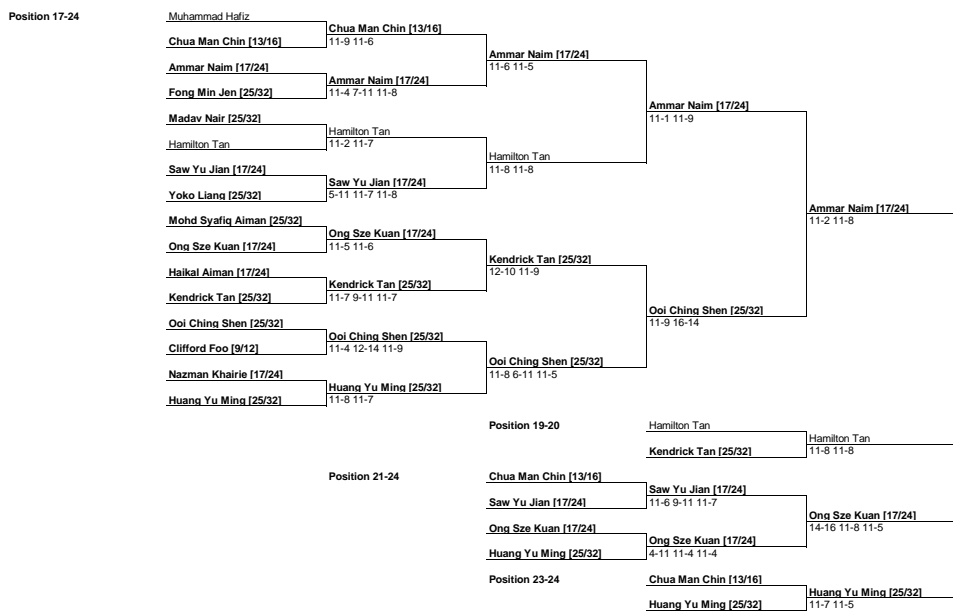 Position 17-24
Muhammad Hafiz
Chua Man Chin [13/16]
Chua Man Chin [13/16]
11-9 11-6
Ammar Naim [17/24]
11-6 11-5
Ammar Naim [17/24]
Ammar Naim [17/24]
11-4 7-11 11-8
Fong Min Jen [25/32]
Ammar Naim [17/24]
11-1 11-9
Madav Nair [25/32]
Hamilton Tan
11-2 11-7
Hamilton Tan
Hamilton Tan
11-8 11-8
Saw Yu Jian [17/24]
Saw Yu Jian [17/24]
5-11 11-7 11-8
Yoko Liang [25/32]
Ammar Naim [17/24]
11-2 11-8
Mohd Syafiq Aiman [25/32]
Ong Sze Kuan [17/24]
11-5 11-6
Ong Sze Kuan [17/24]
Kendrick Tan [25/32]
12-10 11-9
Haikal Aiman [17/24]
Kendrick Tan [25/32]
11-7 9-11 11-7
Kendrick Tan [25/32]
Ooi Ching Shen [25/32]
11-9 16-14
Ooi Ching Shen [25/32]
Ooi Ching Shen [25/32]
11-4 12-14 11-9
Clifford Foo [9/12]
Ooi Ching Shen [25/32]
11-8 6-11 11-5
Nazman Khairie [17/24]
Huang Yu Ming [25/32]
11-8 11-7
Huang Yu Ming [25/32]
Position 19-20
Hamilton Tan
Hamilton Tan
11-8 11-8
Kendrick Tan [25/32]
Position 21-24
Chua Man Chin [13/16]
Saw Yu Jian [17/24]
11-6 9-11 11-7
Saw Yu Jian [17/24]
Ong Sze Kuan [17/24]
14-16 11-8 11-5
Ong Sze Kuan [17/24]
Ong Sze Kuan [17/24]
4-11 11-4 11-4
Huang Yu Ming [25/32]
Position 23-24
Chua Man Chin [13/16]
Huang Yu Ming [25/32]
11-7 11-5
Huang Yu Ming [25/32]